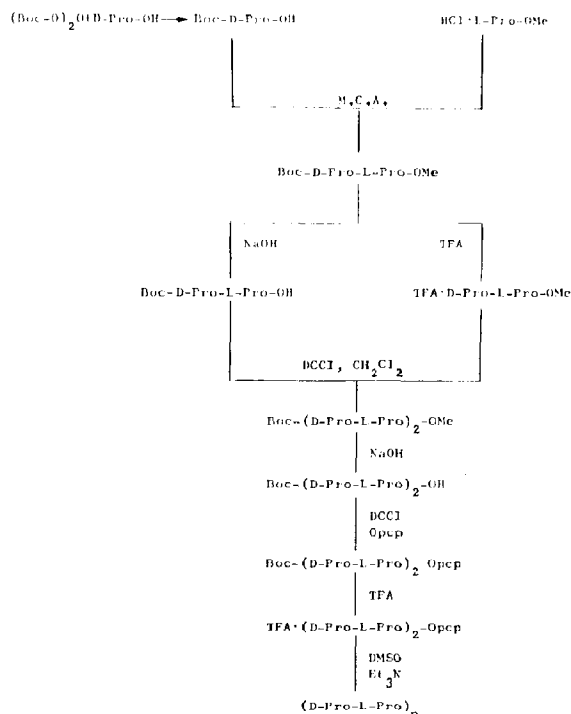 (Boc-O)2O+D-Pro-OH → Boc-D-Pro-OH HCl·L-Pro-OMe
M.C.A.
Boc-D-Pro-L-Pro-OMe
NaOH TFA
Boc-D-Pro-L-Pro-OH TFA·D-Pro-L-Pro-OMe
DCCI, CH2Cl2
Boc-(D-Pro-L-Pro)2-OMe
NaOH
Boc-(D-Pro-L-Pro)2-OH
DCCI
Opcp
Boc-(D-Pro-L-Pro)2 Opcp
TFA
TFA·(D-Pro-L-Pro)2-Opcp
DMSO
Et3N
(D-Pro-L-Pro)n